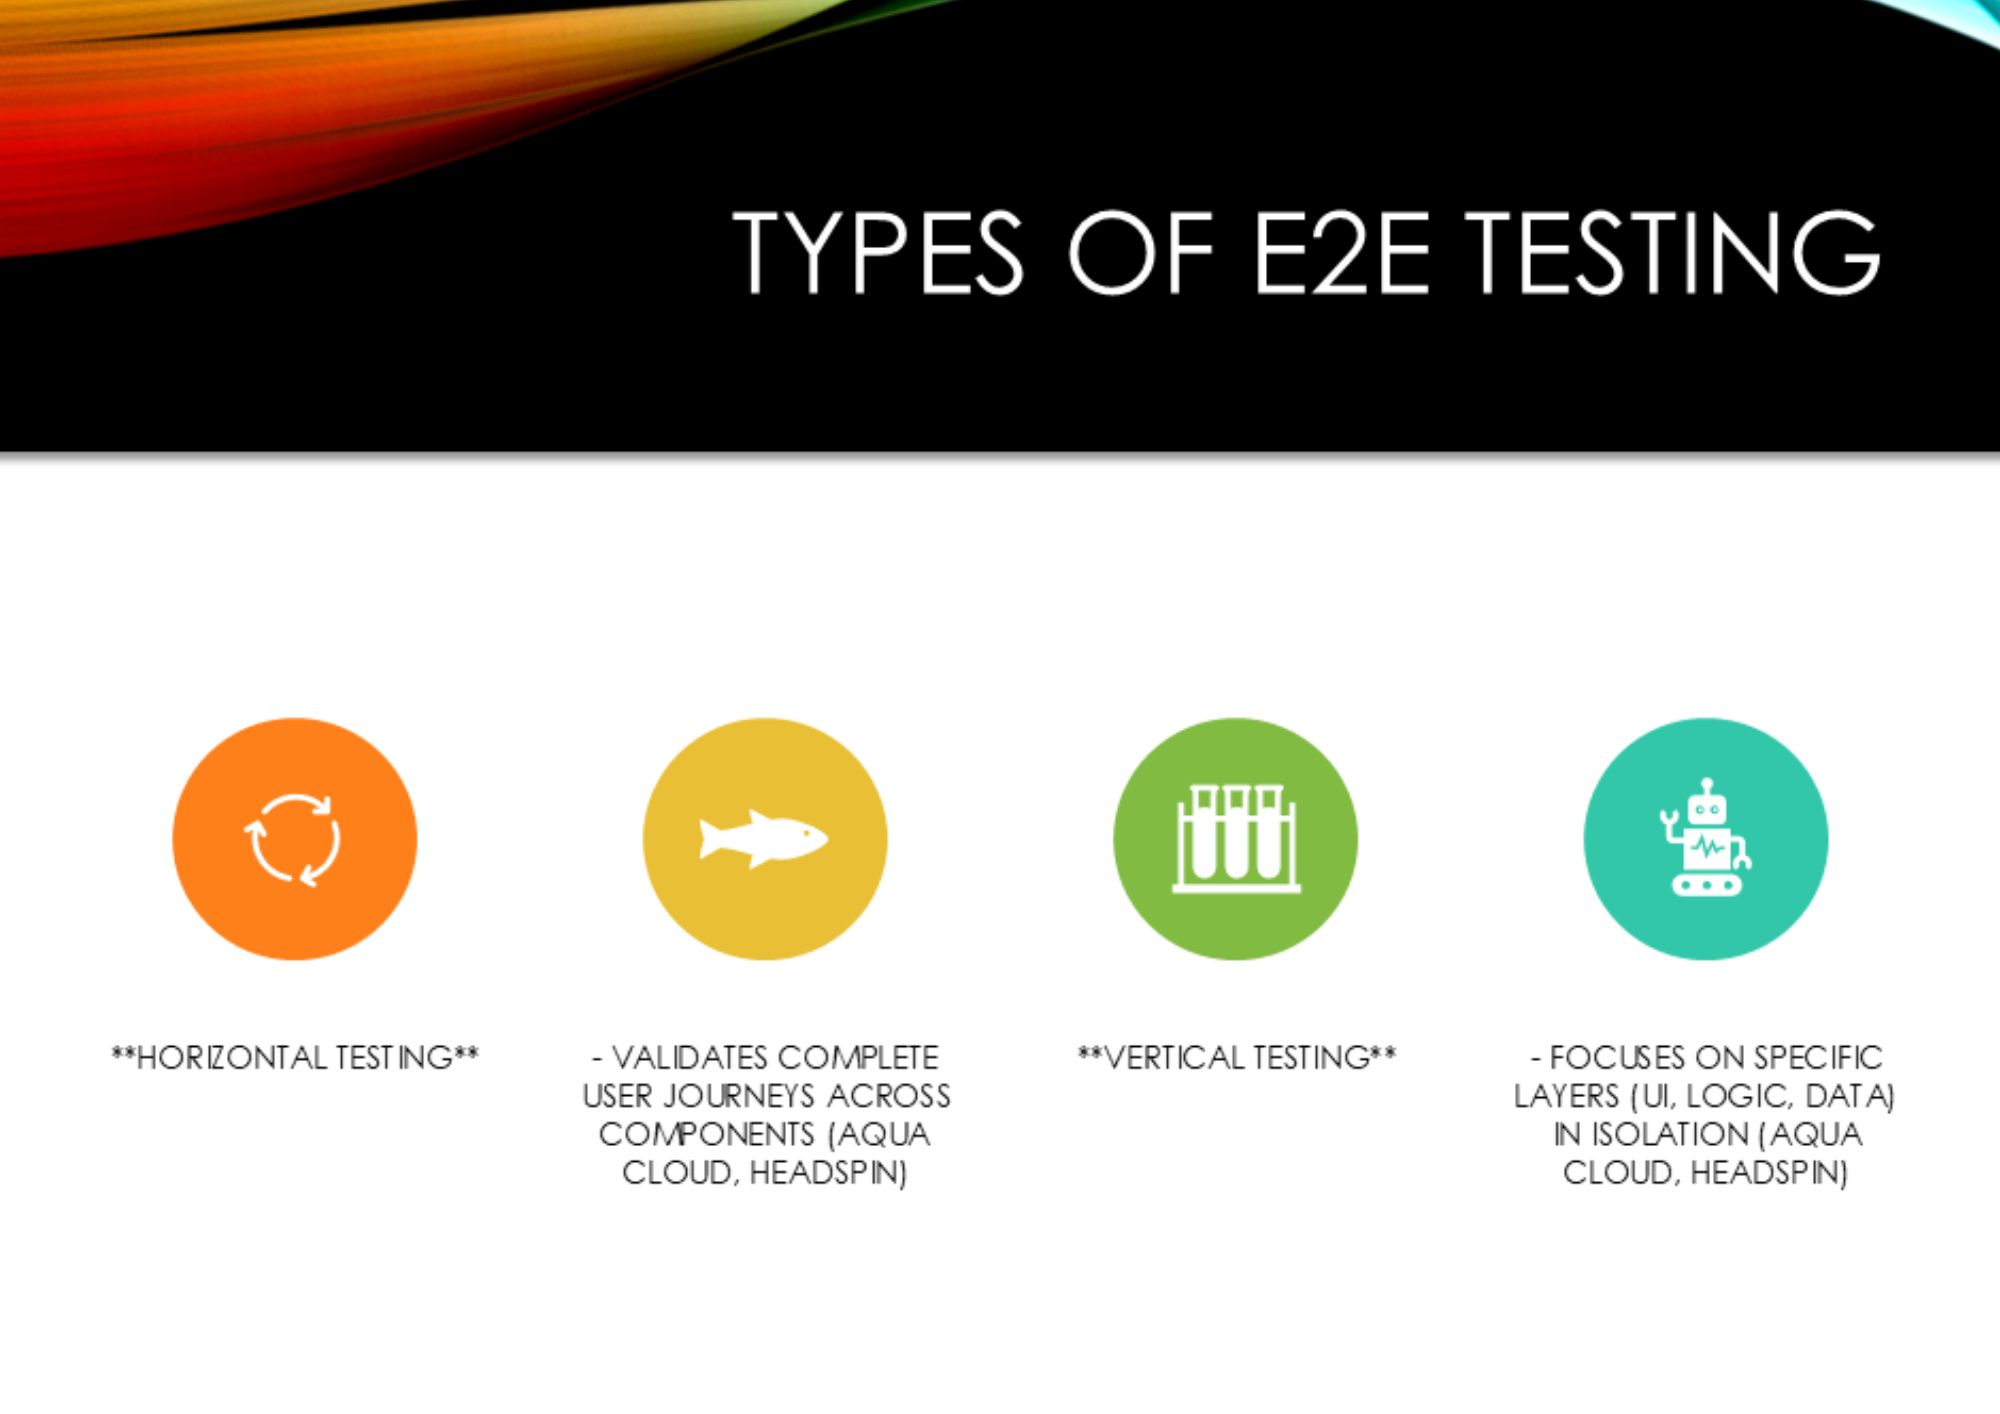 TYPES OF E2E TESTING
**HORIZONTAL TESTING**
- VALIDATES COMPLETE
USER JOURNEYS ACROSS
COMPONENTS (AQUA
CLOUD, HEADSPIN)
**VERTICAL TESTING**
- FOCUSES ON SPECIFIC
LAYERS (UI, LOGIC, DATA)
IN ISOLATION (AQUA
CLOUD, HEADSPIN)